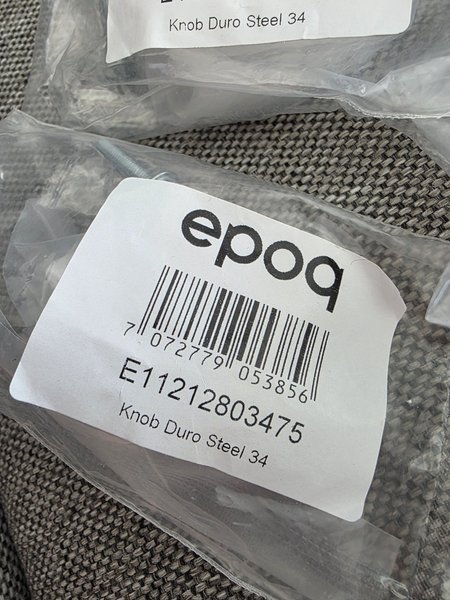 Knob Duro Steel 34
epoq
7 072779 053856
E11212803475
Knob Duro Steel 34